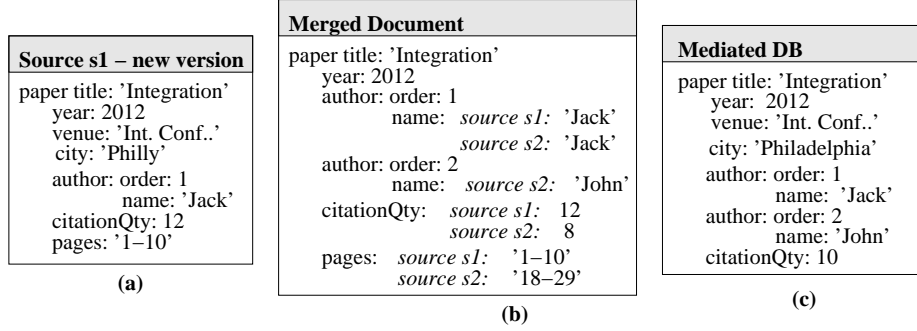 Source s1 – new version
paper title: ’Integration’
year: 2012
venue: ’Int. Conf..’
city: ’Philly’
author: order: 1
name: ’Jack’
citationQty: 12
pages: ’1–10’
(a)
Merged Document
paper title: ’Integration’
year: 2012
author: order: 1
name: source s1: ’Jack’
source s2: ’Jack’
author: order: 2
name: source s2: ’John’
citationQty: source s1: 12
source s2: 8
pages: source s1: ’1–10’
source s2: ’18–29’
(b)
Mediated DB
paper title: ’Integration’
year: 2012
venue: ’Int. Conf..’
city: ’Philadelphia’
author: order: 1
name: ’Jack’
author: order: 2
name: ’John’
citationQty: 10
(c)